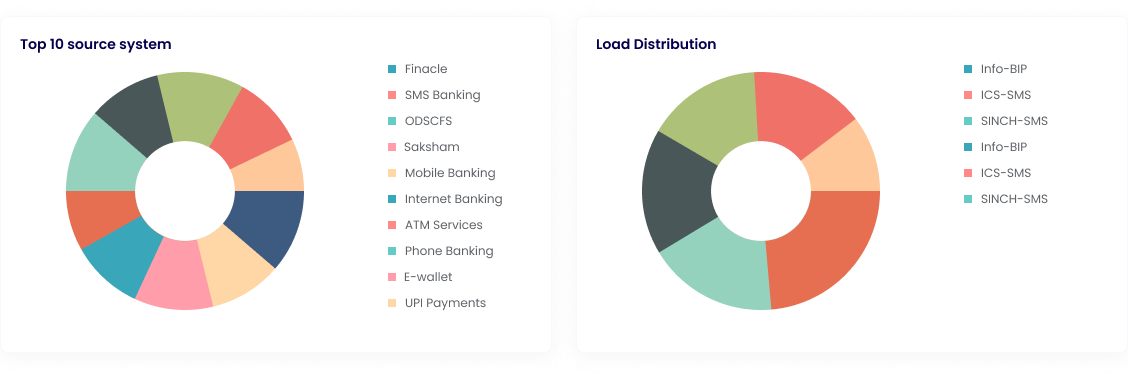 Top 10 source system
Finacle
SMS Banking
ODSCFS
Saksham
Mobile Banking
Internet Banking
ATM Services
Phone Banking
E-wallet
UPI Payments
Load Distribution
Info-BIP
ICS-SMS
SINCH-SMS
Info-BIP
ICS-SMS
SINCH-SMS